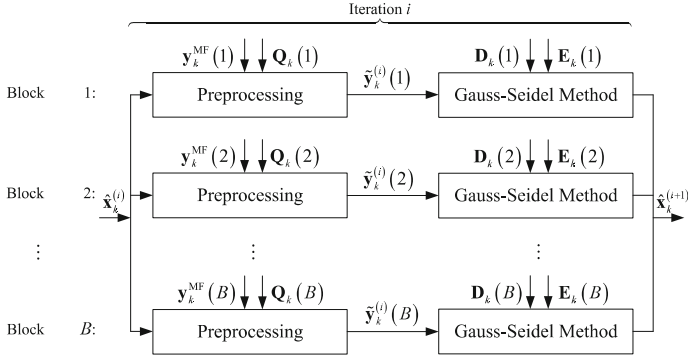 Iteration i
y_k^MF(1) Q_k(1) D_k(1) E_k(1)
Block 1: Preprocessing ỹ_k^(i)(1) Gauss-Seidel Method
y_k^MF(2) Q_k(2) D_k(2) E_k(2)
Block 2: Preprocessing ỹ_k^(i)(2) Gauss-Seidel Method
x̂_k^(i) x̂_k^(i+1)
⋮ ⋮ ⋮
y_k^MF(B) Q_k(B) D_k(B) E_k(B)
Block B: Preprocessing ỹ_k^(i)(B) Gauss-Seidel Method